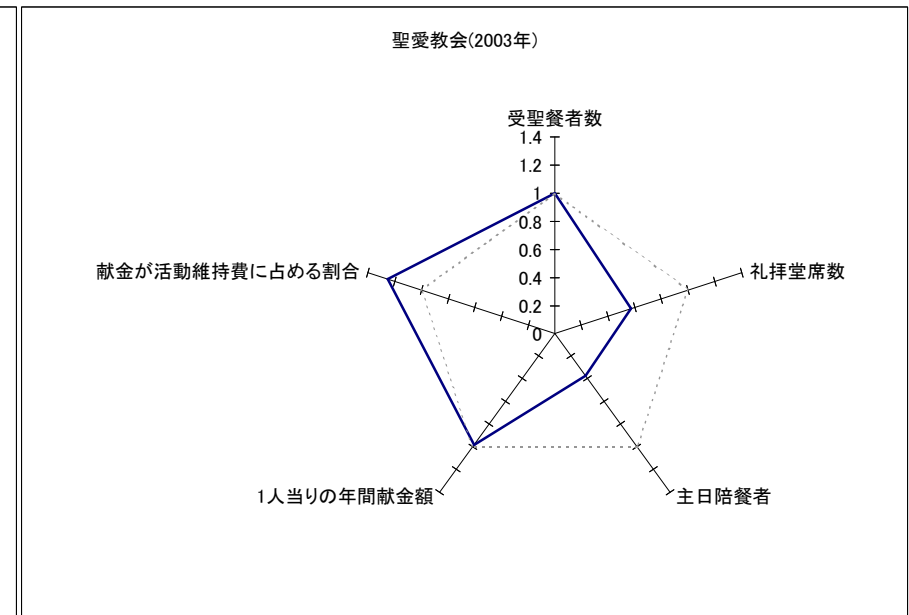 聖愛教会(2003年)
受聖餐者数
1.4
1.2
1
0.8
0.6
0.4
0.2
0
献金が活動維持費に占める割合
礼拝堂席数
1人当りの年間献金額
主日陪餐者